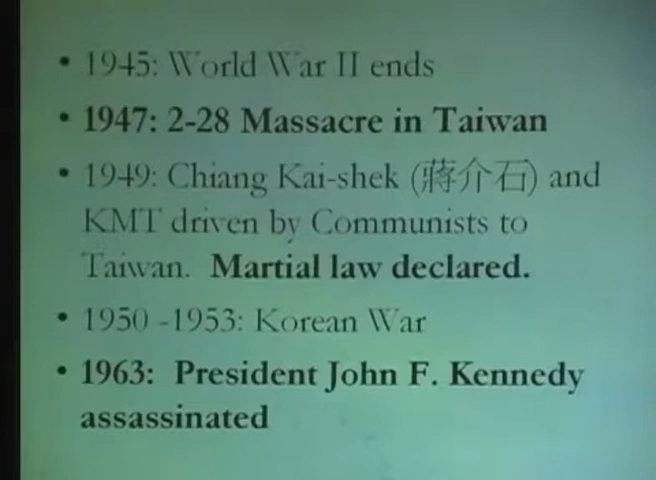 • 1945: World War II ends
• 1947: 2-28 Massacre in Taiwan
• 1949: Chiang Kai-shek (蔣介石) and
KMT driven by Communists to
Taiwan. Martial law declared.
• 1950 -1953: Korean War
• 1963: President John F. Kennedy
assassinated